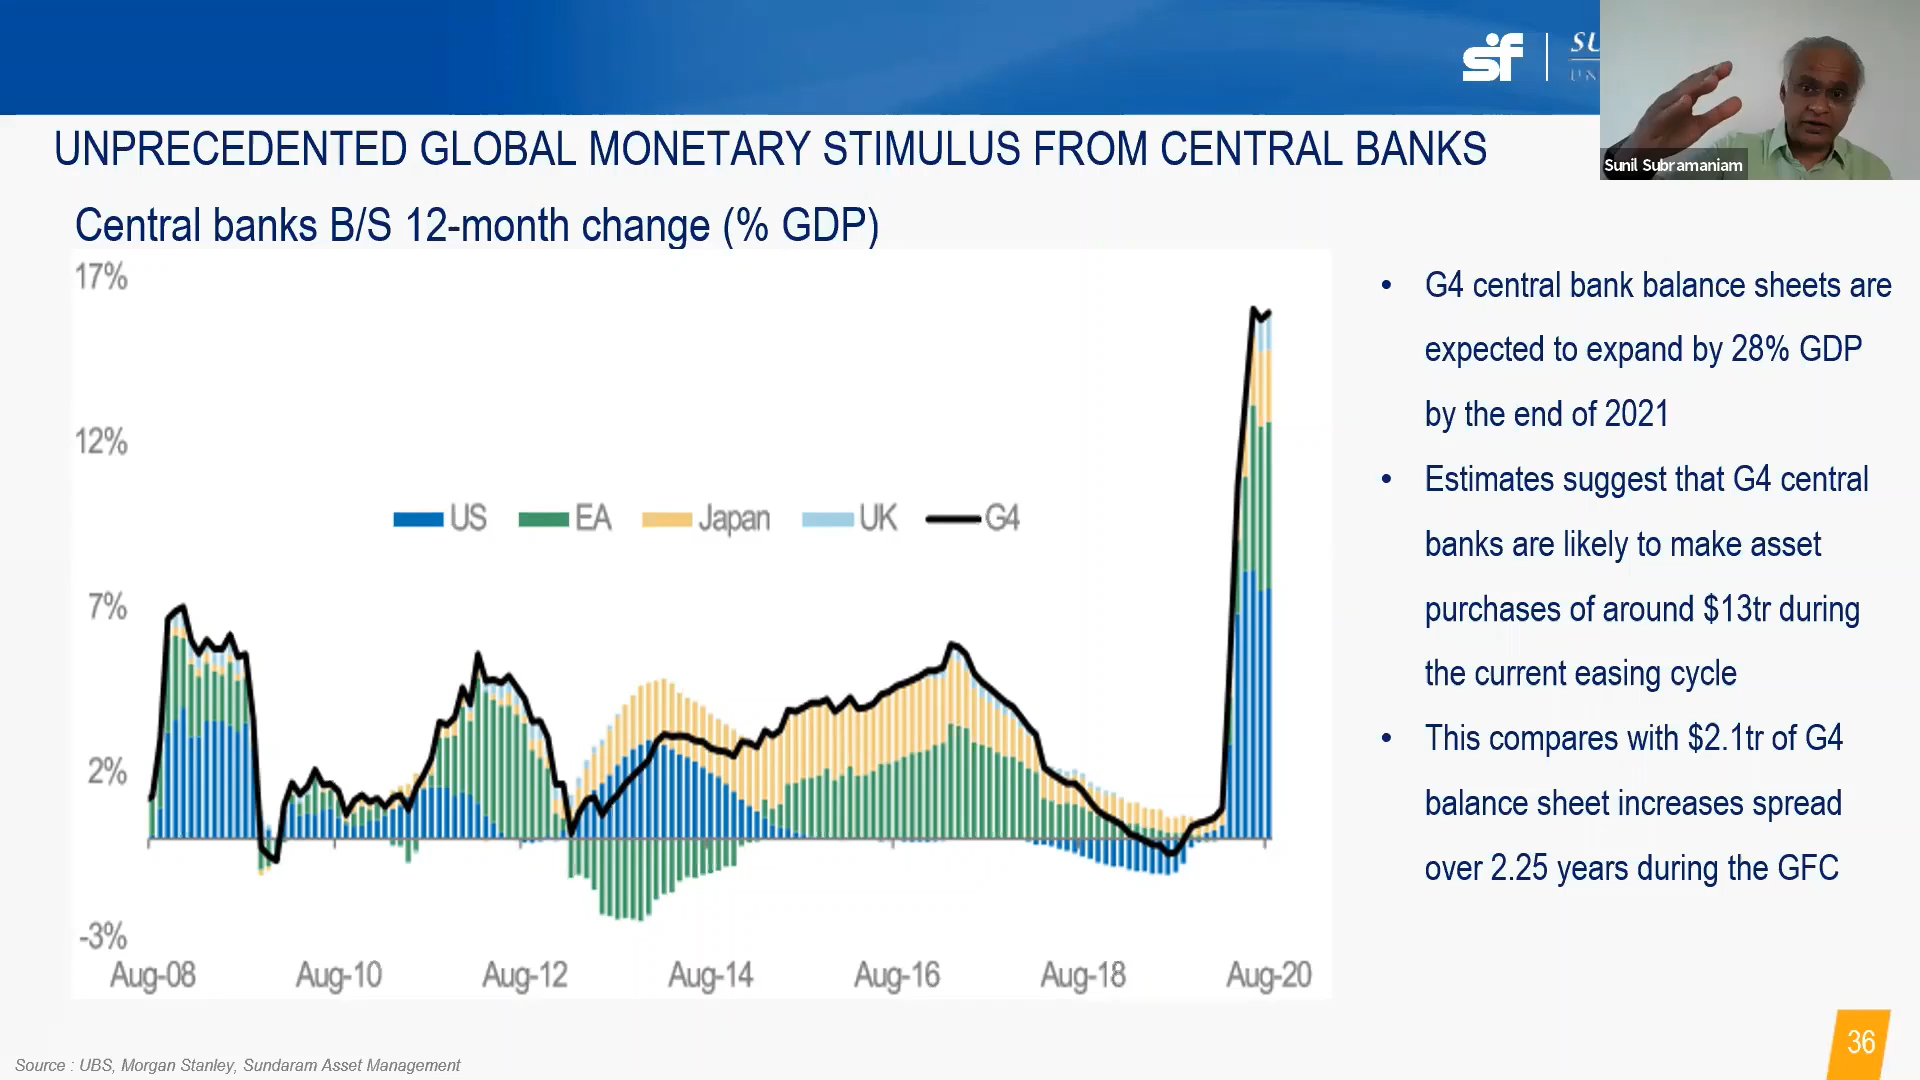 sf
SU
UN
Sunil Subramaniam
UNPRECEDENTED GLOBAL MONETARY STIMULUS FROM CENTRAL BANKS
Central banks B/S 12-month change (% GDP)
17%
12%
7%
2%
-3%
US EA Japan UK G4
Aug-08 Aug-10 Aug-12 Aug-14 Aug-16 Aug-18 Aug-20
• G4 central bank balance sheets are
expected to expand by 28% GDP
by the end of 2021
• Estimates suggest that G4 central
banks are likely to make asset
purchases of around $13tr during
the current easing cycle
• This compares with $2.1tr of G4
balance sheet increases spread
over 2.25 years during the GFC
Source : UBS, Morgan Stanley, Sundaram Asset Management
36